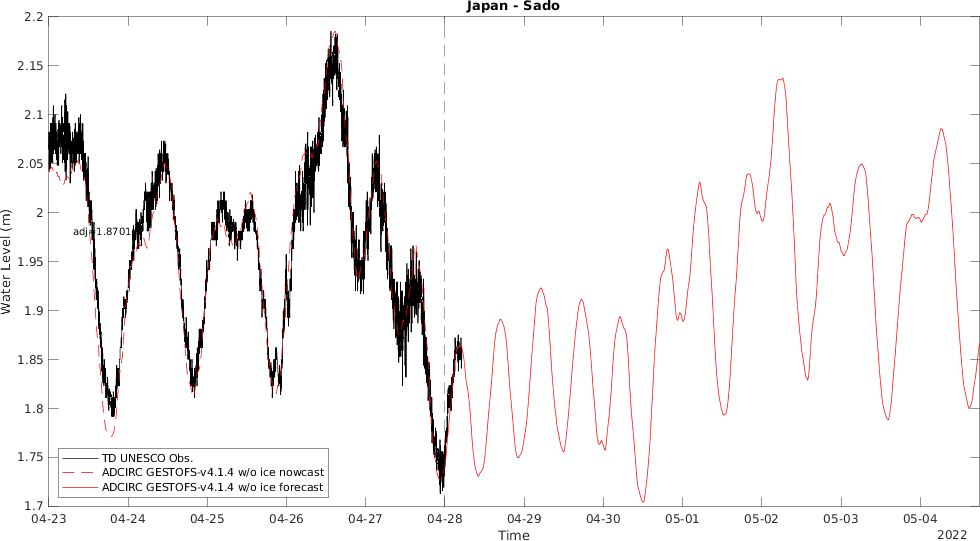 Japan - Sado
2.2
2.15
2.1
2.05
2
1.95
1.9
1.85
1.8
1.75
1.7
Water Level (m)
adj=1.8701
TD UNESCO Obs.
ADCIRC GESTOFS-v4.1.4 w/o ice nowcast
ADCIRC GESTOFS-v4.1.4 w/o ice forecast
04-23 04-24 04-25 04-26 04-27 04-28 04-29 04-30 05-01 05-02 05-03 05-04
Time
2022